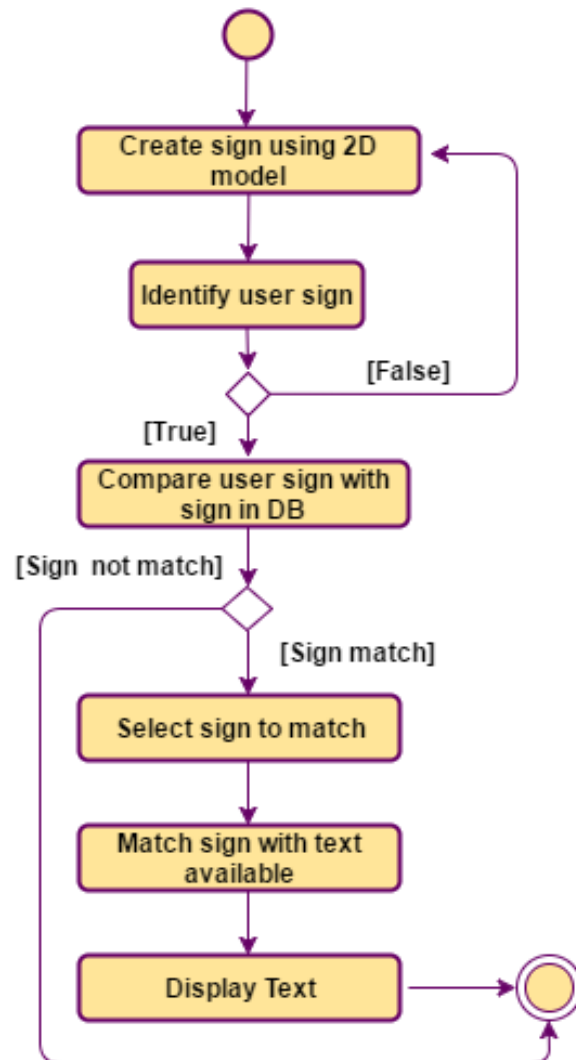 Create sign using 2D
model
Identify user sign
[False]
[True]
Compare user sign with
sign in DB
[Sign  not match]
[Sign match]
Select sign to match
Match sign with text
available
Display Text